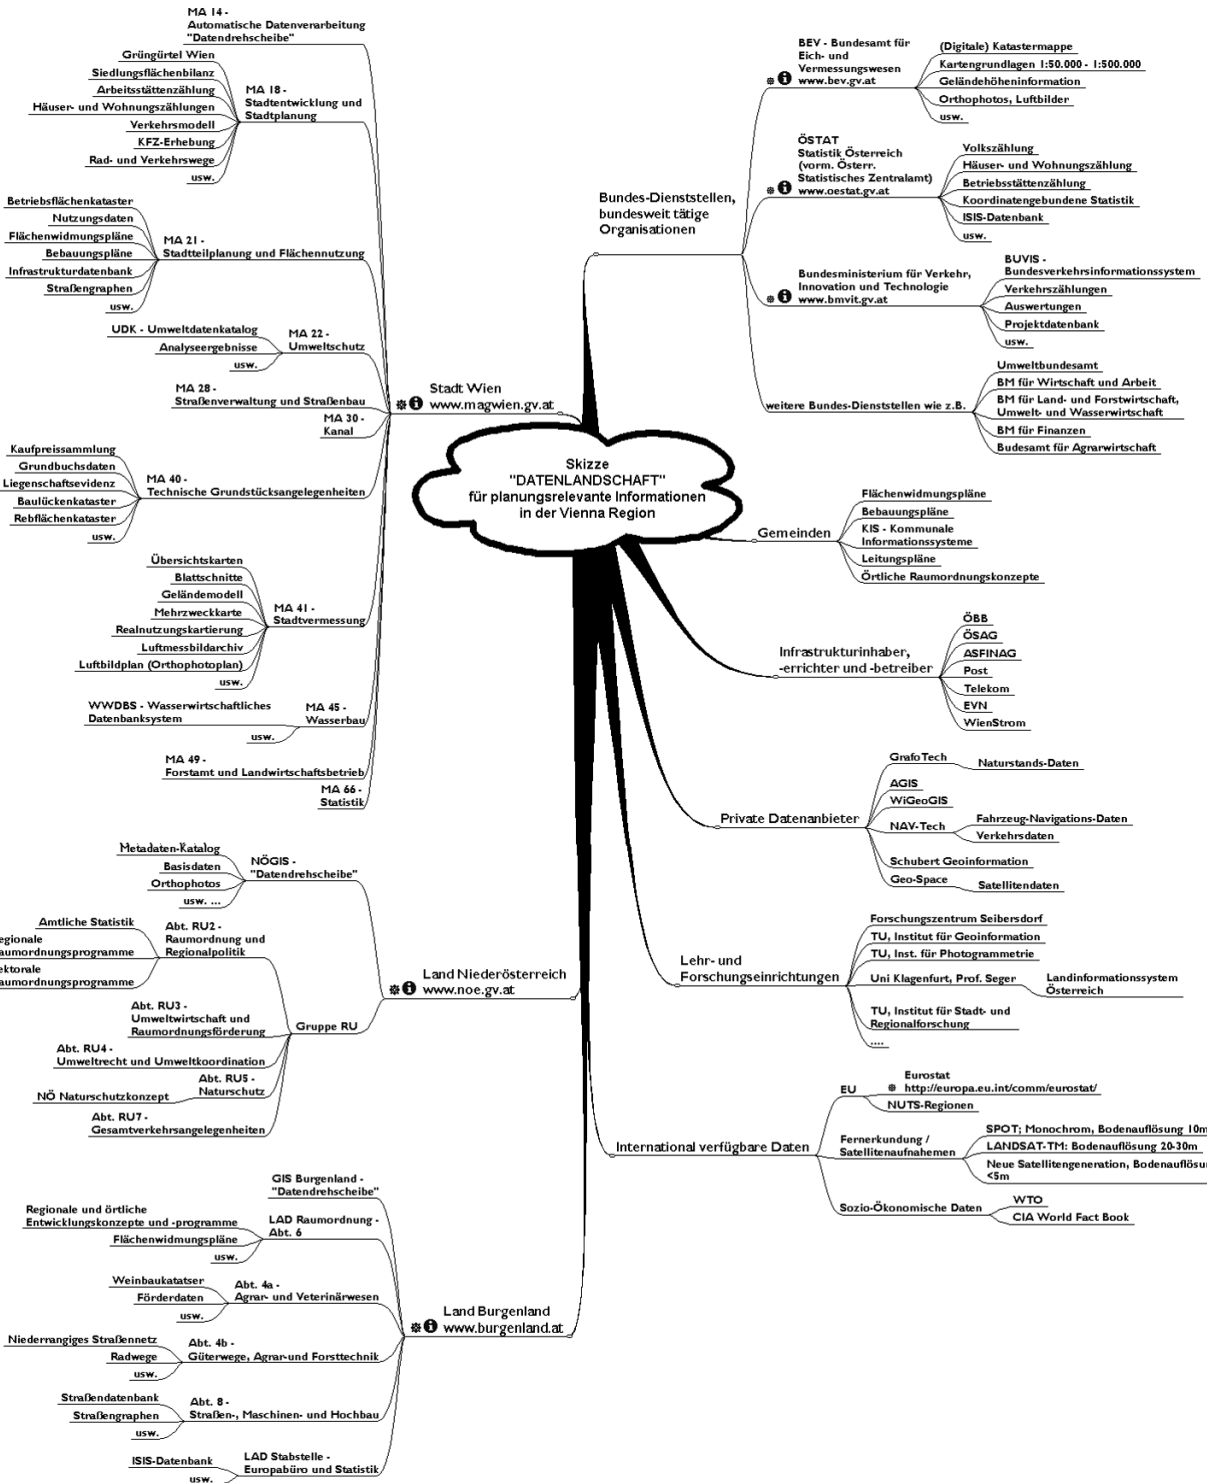 Skizze
"DATENLANDSCHAFT"
für planungsrelevante Informationen
in der Vienna Region
Stadt Wien
www.magwien.gv.at
MA 14 -
Automatische Datenverarbeitung
"Datendrehscheibe"
MA 18 -
Stadtentwicklung und
Stadtplanung
Grüngürtel Wien
Siedlungsflächenbilanz
Arbeitsstättenzählung
Häuser- und Wohnungszählungen
Verkehrsmodell
KFZ-Erhebung
Rad- und Verkehrswege
usw.
MA 21 -
Stadtteilplanung und Flächennutzung
Betriebsflächenkataster
Nutzungsdaten
Flächenwidmungspläne
Bebauungspläne
Infrastrukturdatenbank
Straßengraphen
usw.
MA 22 -
Umweltschutz
UDK - Umweltdatenkatalog
Analyseergebnisse
usw.
MA 28 -
Straßenverwaltung und Straßenbau
MA 30 -
Kanal
MA 40 -
Technische Grundstücksangelegenheiten
Kaufpreissammlung
Grundbuchsdaten
Liegenschaftsevidenz
Baulückenkataster
Rebflächenkataster
usw.
MA 41 -
Stadtvermessung
Übersichtskarten
Blattschnitte
Geländemodell
Mehrzweckkarte
Realnutzungskartierung
Luftmessbildarchiv
Luftbildplan (Orthophotoplan)
usw.
MA 45 -
Wasserbau
WWDBS - Wasserwirtschaftliches
Datenbanksystem
usw.
MA 49 -
Forstamt und Landwirtschaftsbetrieb
MA 66 -
Statistik
Land Niederösterreich
www.noe.gv.at
NÖGIS -
"Datendrehscheibe"
Metadaten-Katalog
Basisdaten
Orthophotos
usw. ...
Gruppe RU
Abt. RU2 -
Raumordnung und
Regionalpolitik
Amtliche Statistik
egionale
aumordnungsprogramme
ektorale
aumordnungsprogramme
Abt. RU3 -
Umweltwirtschaft und
Raumordnungsförderung
Abt. RU4 -
Umweltrecht und Umweltkoordination
Abt. RU5 -
Naturschutz
NÖ Naturschutzkonzept
Abt. RU7 -
Gesamtverkehrsangelegenheiten
Land Burgenland
www.burgenland.at
GIS Burgenland -
"Datendrehscheibe"
LAD Raumordnung -
Abt. 6
Regionale und örtliche
Entwicklungskonzepte und -programme
Flächenwidmungspläne
usw.
Abt. 4a -
Agrar- und Veterinärwesen
Weinbaukatatser
Förderdaten
usw.
Abt. 4b -
Güterwege, Agrar-und Forsttechnik
Niederrangiges Straßennetz
Radwege
usw.
Abt. 8 -
Straßen-, Maschinen- und Hochbau
Straßendatenbank
Straßengraphen
usw.
LAD Stabstelle -
Europabüro und Statistik
ISIS-Datenbank
usw.
Bundes-Dienststellen,
bundesweit tätige
Organisationen
BEV - Bundesamt für
Eich- und
Vermessungswesen
www.bev.gv.at
(Digitale) Katastermappe
Kartengrundlagen 1:50.000 - 1:500.000
Geländehöheninformation
Orthophotos, Luftbilder
usw.
ÖSTAT
Statistik Österreich
(vorm. Österr.
Statistisches Zentralamt)
www.oestat.gv.at
Volkszählung
Häuser- und Wohnungszählung
Betriebsstättenzählung
Koordinatengebundene Statistik
ISIS-Datenbank
usw.
Bundesministerium für Verkehr,
Innovation und Technologie
www.bmvit.gv.at
BUVIS -
Bundesverkehrsinformationssystem
Verkehrszählungen
Auswertungen
Projektdatenbank
usw.
weitere Bundes-Dienststellen wie z.B.
Umweltbundesamt
BM für Wirtschaft und Arbeit
BM für Land- und Forstwirtschaft,
Umwelt- und Wasserwirtschaft
BM für Finanzen
Budesamt für Agrarwirtschaft
Gemeinden
Flächenwidmungspläne
Bebauungspläne
KIS - Kommunale
Informationssysteme
Leitungspläne
Örtliche Raumordnungskonzepte
Infrastrukturinhaber,
-errichter und -betreiber
ÖBB
ÖSAG
ASFINAG
Post
Telekom
EVN
WienStrom
Private Datenanbieter
GrafoTech
Naturstands-Daten
AGIS
WiGeoGIS
NAV-Tech
Fahrzeug-Navigations-Daten
Verkehrsdaten
Schubert Geoinformation
Geo-Space
Satellitendaten
Lehr- und
Forschungseinrichtungen
Forschungszentrum Seibersdorf
TU, Institut für Geoinformation
TU, Inst. für Photogrammetrie
Uni Klagenfurt, Prof. Seger
Landinformationssystem
Österreich
TU, Institut für Stadt- und
Regionalforschung
....
International verfügbare Daten
EU
Eurostat
http://europa.eu.int/comm/eurostat/
NUTS-Regionen
Fernerkundung /
Satellitenaufnahemen
SPOT; Monochrom, Bodenauflösung 10m
LANDSAT-TM: Bodenauflösung 20-30m
Neue Satellitengeneration, Bodenauflösu
<5m
Sozio-Ökonomische Daten
WTO
CIA World Fact Book